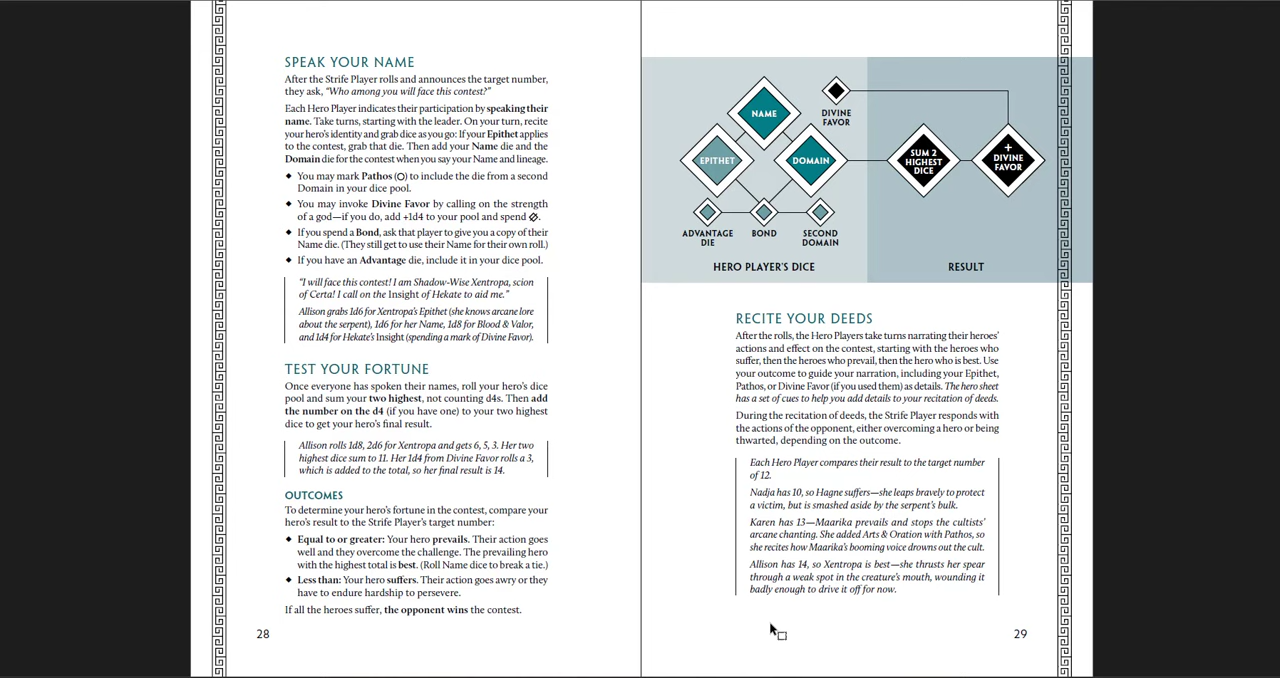 SPEAK YOUR NAME
After the Strife Player rolls and announces the target number,
they ask, “Who among you will face this contest?”
Each Hero Player indicates their participation by speaking their
name. Take turns, starting with the leader. On your turn, recite
your hero’s identity and grab dice as you go: If your Epithet applies
to the contest, grab that die. Then add your Name die and the
Domain die for the contest when you say your Name and lineage.
◆ You may mark Pathos (○) to include the die from a second
Domain in your dice pool.
◆ You may invoke Divine Favor by calling on the strength
of a god—if you do, add +1d4 to your pool and spend .
◆ If you spend a Bond, ask that player to give you a copy of their
Name die. (They still get to use their Name for their own roll.)
◆ If you have an Advantage die, include it in your dice pool.
“I will face this contest! I am Shadow-Wise Xentropa, scion
of Certa! I call on the Insight of Hekate to aid me.”
Allison grabs 1d6 for Xentropa’s Epithet (she knows arcane lore
about the serpent), 1d6 for her Name, 1d8 for Blood & Valor,
and 1d4 for Hekate’s Insight (spending a mark of Divine Favor).
TEST YOUR FORTUNE
Once everyone has spoken their names, roll your hero’s dice
pool and sum your two highest, not counting d4s. Then add
the number on the d4 (if you have one) to your two highest
dice to get your hero’s final result.
Allison rolls 1d8, 2d6 for Xentropa and gets 6, 5, 3. Her two
highest dice sum to 11. Her 1d4 from Divine Favor rolls a 3,
which is added to the total, so her final result is 14.
OUTCOMES
To determine your hero’s fortune in the contest, compare your
hero’s result to the Strife Player’s target number:
◆ Equal to or greater: Your hero prevails. Their action goes
well and they overcome the challenge. The prevailing hero
with the highest total is best. (Roll Name dice to break a tie.)
◆ Less than: Your hero suffers. Their action goes awry or they
have to endure hardship to persevere.
If all the heroes suffer, the opponent wins the contest.
28
NAME
DIVINE
FAVOR
EPITHET
DOMAIN
SUM 2
HIGHEST
DICE
+
DIVINE
FAVOR
ADVANTAGE
DIE
BOND
SECOND
DOMAIN
HERO PLAYER’S DICE
RESULT
RECITE YOUR DEEDS
After the rolls, the Hero Players take turns narrating their heroes’
actions and effect on the contest, starting with the heroes who
suffer, then the heroes who prevail, then the hero who is best. Use
your outcome to guide your narration, including your Epithet,
Pathos, or Divine Favor (if you used them) as details. The hero sheet
has a set of cues to help you add details to your recitation of deeds.
During the recitation of deeds, the Strife Player responds with
the actions of the opponent, either overcoming a hero or being
thwarted, depending on the outcome.
Each Hero Player compares their result to the target number
of 12.
Nadja has 10, so Hagne suffers—she leaps bravely to protect
a victim, but is smashed aside by the serpent’s bulk.
Karen has 13—Maarika prevails and stops the cultists’
arcane chanting. She added Arts & Oration with Pathos, so
she recites how Maarika’s booming voice drowns out the cult.
Allison has 14, so Xentropa is best—she thrusts her spear
through a weak spot in the creature’s mouth, wounding it
badly enough to drive it off for now.
29